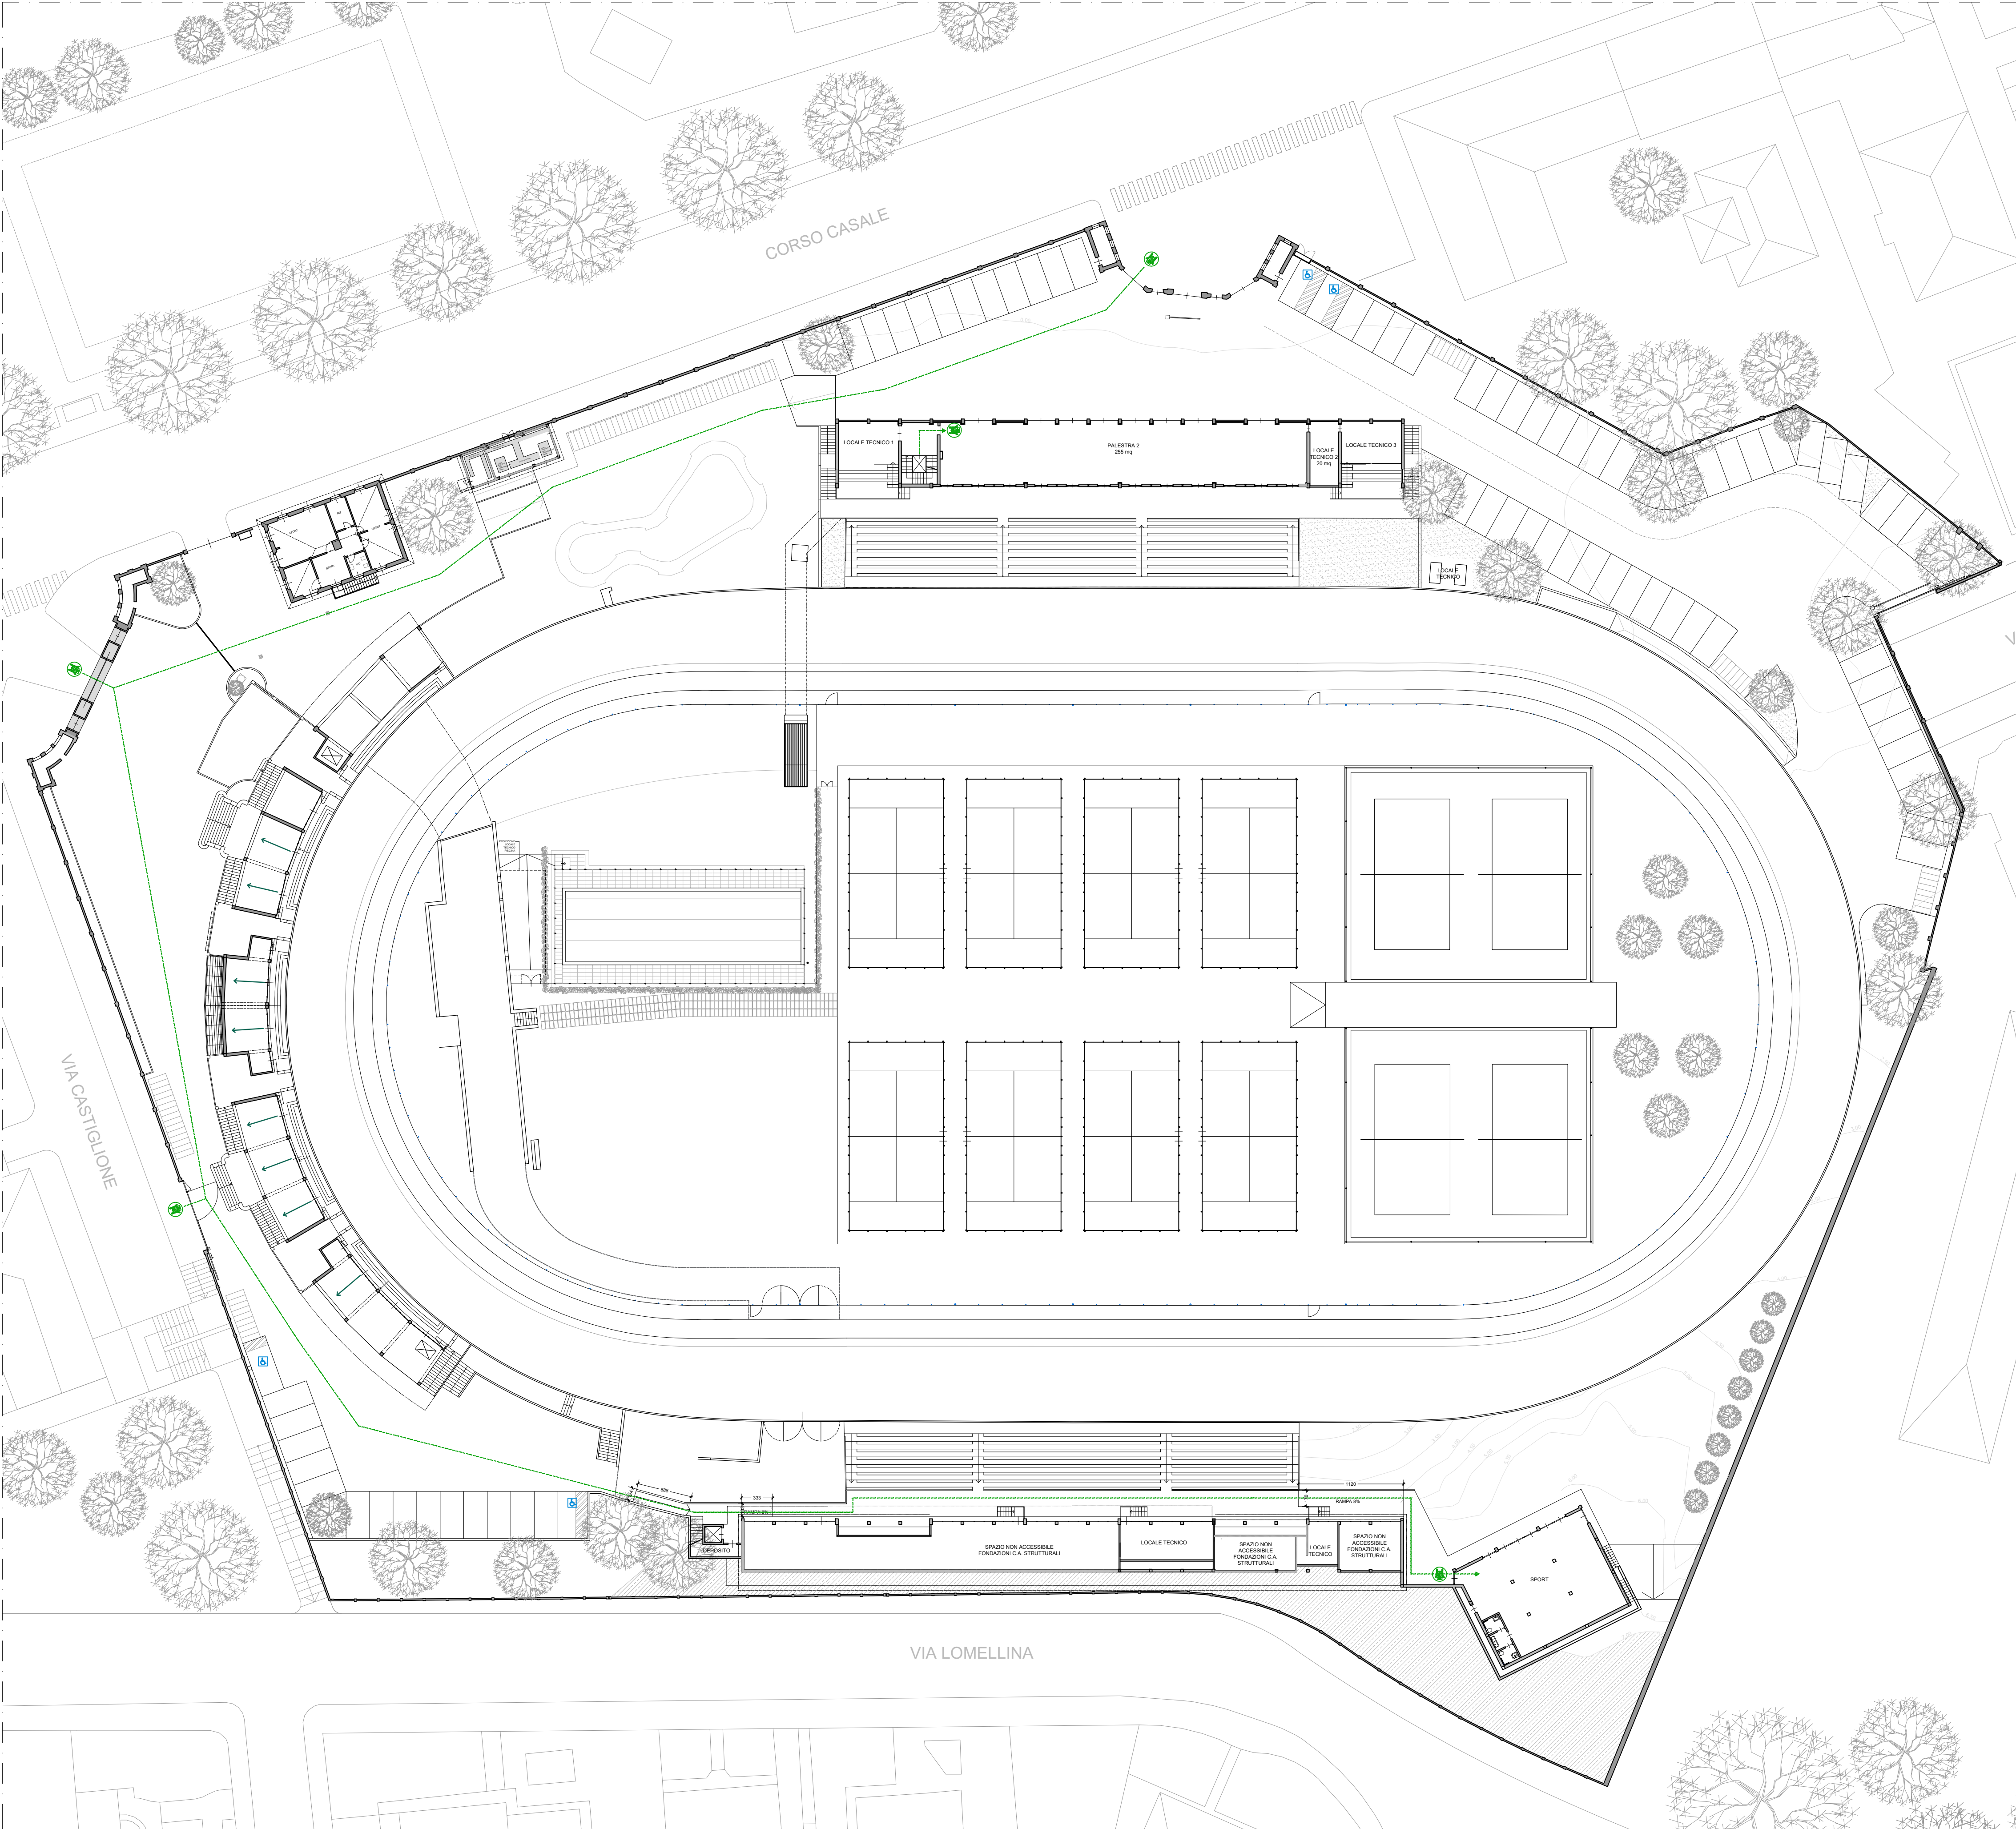 CORSO CASALE
LOCALE TECNICO 1
PALESTRA 2
255 mq
LOCALE
TECNICO 2
20 mq
LOCALE TECNICO 3
LOCALE
TECNICO
VIA CASTIGLIONE
588
333
1120
RAMPA 8%
RAMPA 8%
DEPOSITO
SPAZIO NON ACCESSIBILE
FONDAZIONI C.A. STRUTTURALI
LOCALE TECNICO
SPAZIO NON
ACCESSIBILE
FONDAZIONI C.A.
STRUTTURALI
LOCALE
TECNICO
SPAZIO NON
ACCESSIBILE
FONDAZIONI C.A.
STRUTTURALI
SPORT
VIA LOMELLINA